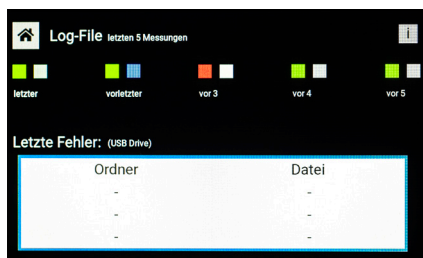 Log-File letzten 5 Messungen
i
letzter vorletzter vor 3 vor 4 vor 5
Letzte Fehler: (USB Drive)
Ordner Datei
- -
- -
- -